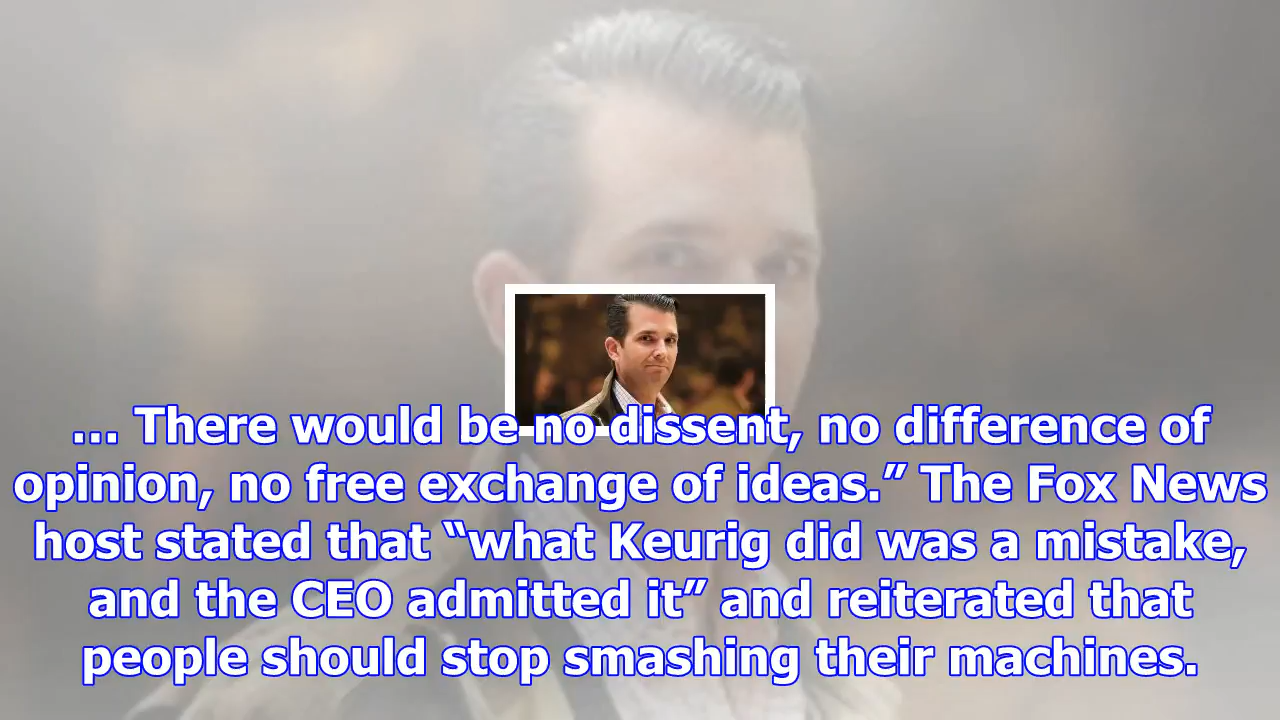 ... There would be no dissent, no difference of
opinion, no free exchange of ideas.” The Fox News
host stated that “what Keurig did was a mistake,
and the CEO admitted it” and reiterated that
people should stop smashing their machines.